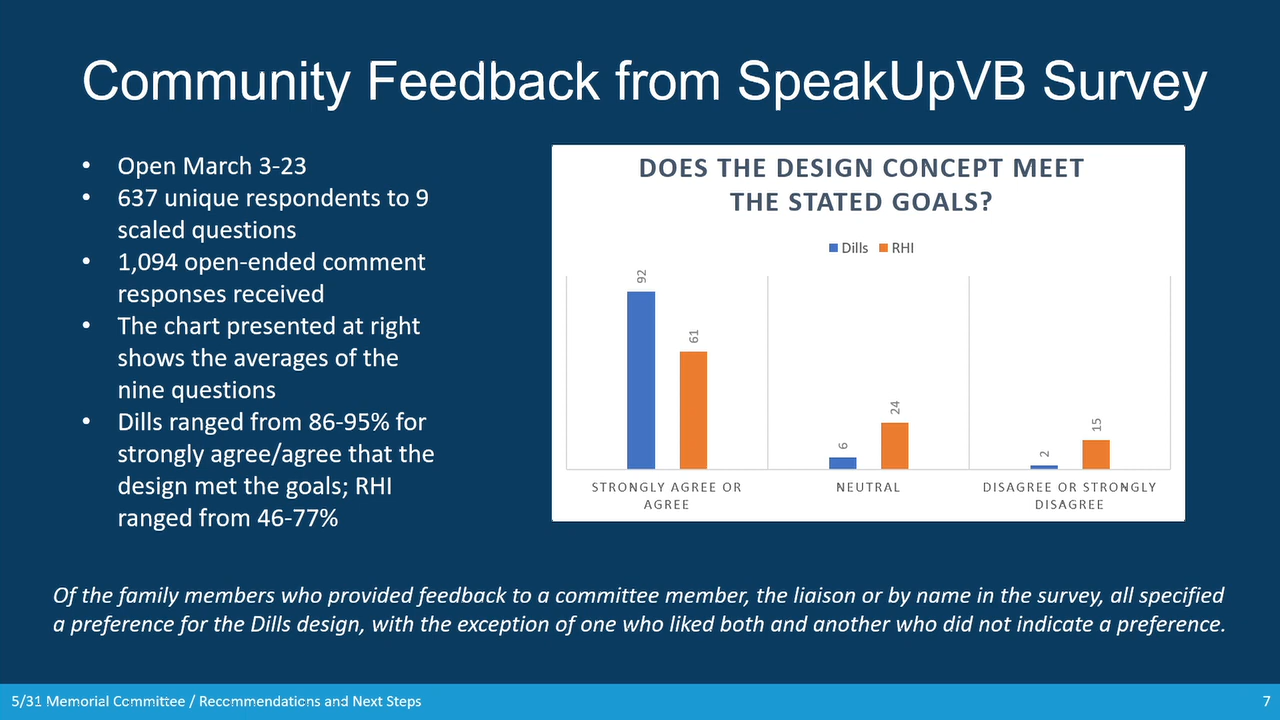 Community Feedback from SpeakUpVB Survey
• Open March 3-23
• 637 unique respondents to 9
scaled questions
• 1,094 open-ended comment
responses received
• The chart presented at right
shows the averages of the
nine questions
• Dills ranged from 86-95% for
strongly agree/agree that the
design met the goals; RHI
ranged from 46-77%
DOES THE DESIGN CONCEPT MEET
THE STATED GOALS?
Dills RHI
92
61
6
24
2
15
STRONGLY AGREE OR
AGREE
NEUTRAL
DISAGREE OR STRONGLY
DISAGREE
Of the family members who provided feedback to a committee member, the liaison or by name in the survey, all specified
a preference for the Dills design, with the exception of one who liked both and another who did not indicate a preference.
5/31 Memorial Committee / Recommendations and Next Steps
7